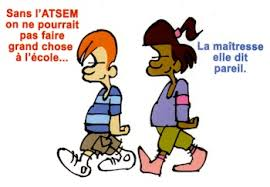 Sans l'ATSEM
on ne pourrait
pas faire
grand chose
à l'école...
La maîtresse
elle dit
pareil.